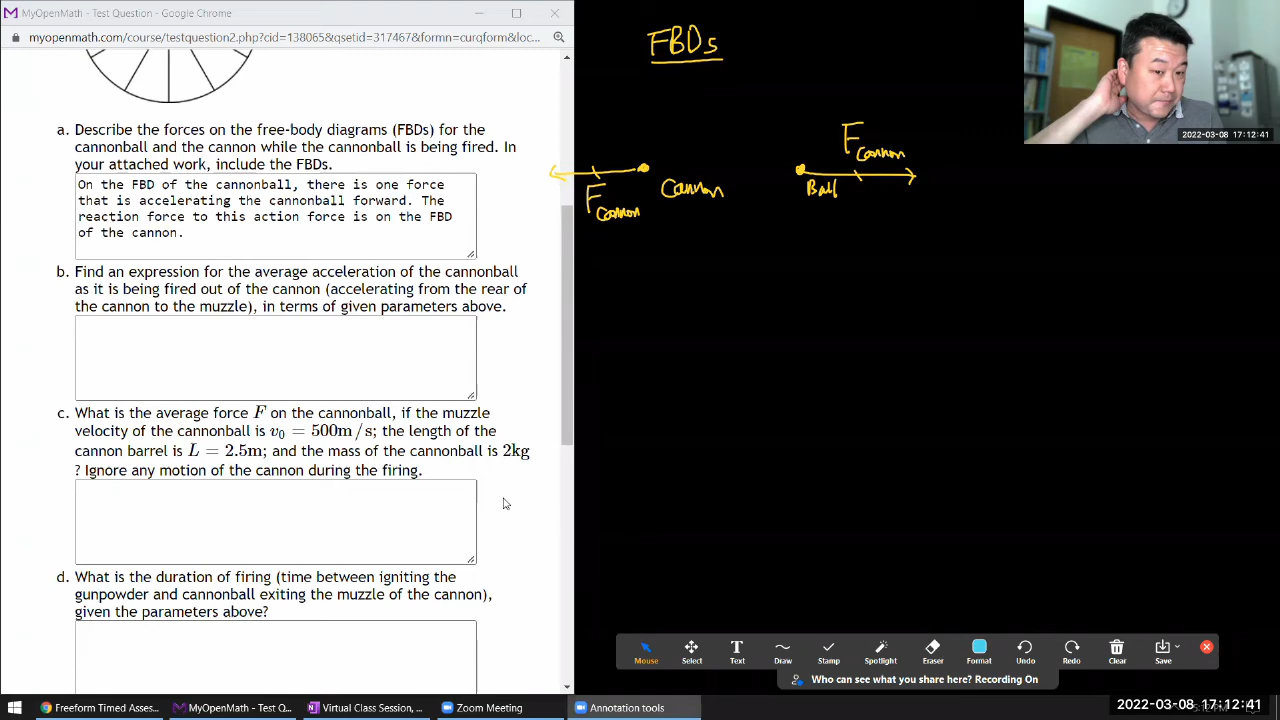 MyOpenMath - Test Question - Google Chrome
myopenmath.com/course/testquestion2.php?cid=138065&qsetid=317467&formn=curqform&loc...
a. Describe the forces on the free-body diagrams (FBDs) for the
cannonball and the cannon while the cannonball is being fired. In
your attached work, include the FBDs.
On the FBD of the cannonball, there is one force
that is accelerating the cannonball forward. The
reaction force to this action force is on the FBD
of the cannon.
b. Find an expression for the average acceleration of the cannonball
as it is being fired out of the cannon (accelerating from the rear of
the cannon to the muzzle), in terms of given parameters above.
c. What is the average force F on the cannonball, if the muzzle
velocity of the cannonball is v₀ = 500m/s; the length of the
cannon barrel is L = 2.5m; and the mass of the cannonball is 2kg
? Ignore any motion of the cannon during the firing.
d. What is the duration of firing (time between igniting the
gunpowder and cannonball exiting the muzzle of the cannon),
given the parameters above?
FBDs
F cannon
Cannon
F cannon
Ball
2022-03-08 17:12:41
Mouse Select Text Draw Stamp Spotlight Eraser Format Undo Redo Clear Save
Who can see what you share here? Recording On
Freeform Timed Asses... MyOpenMath - Test Q... Virtual Class Session, ... Zoom Meeting Annotation tools
2022-03-08 17:12:41